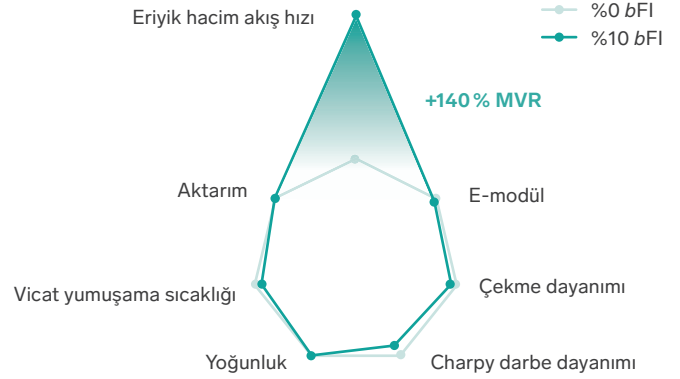 Eriyik hacim akış hızı
%0 bFI
%10 bFI
+140 % MVR
Aktarım
E-modül
Vicat yumuşama sıcaklığı
Çekme dayanımı
Yoğunluk
Charpy darbe dayanımı